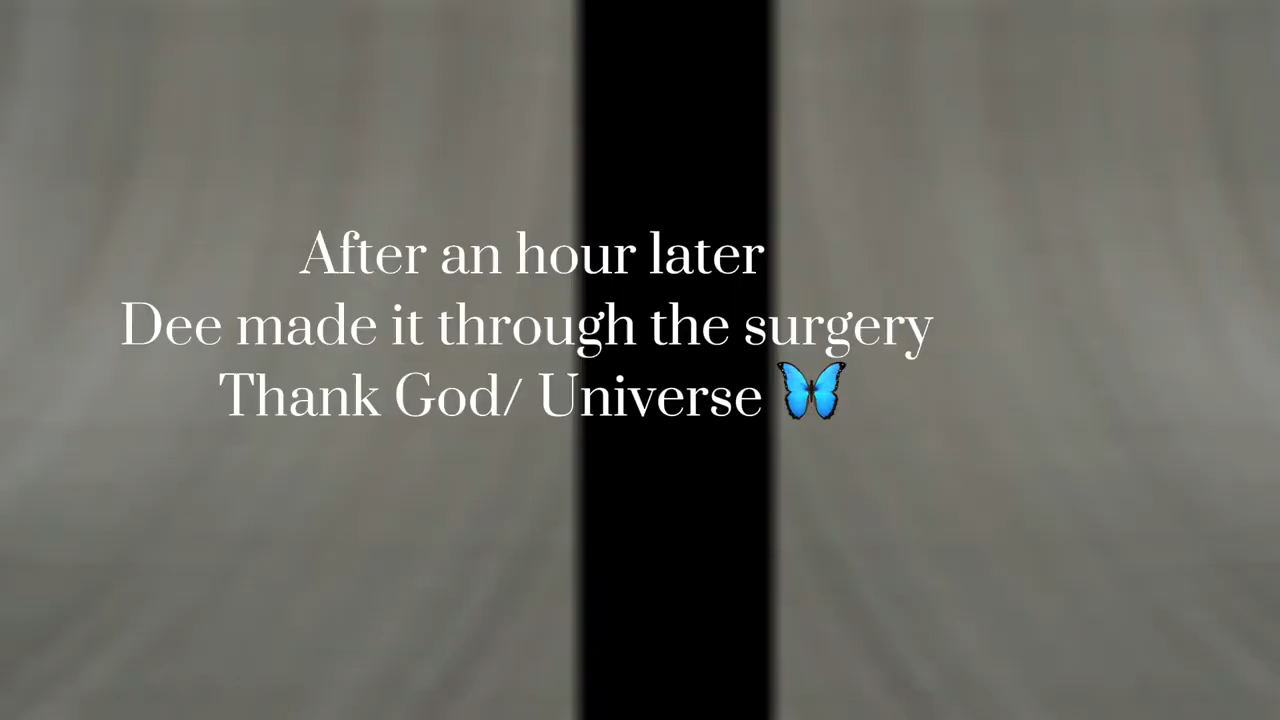 After an hour later
Dee made it through the surgery
Thank God/ Universe 🦋